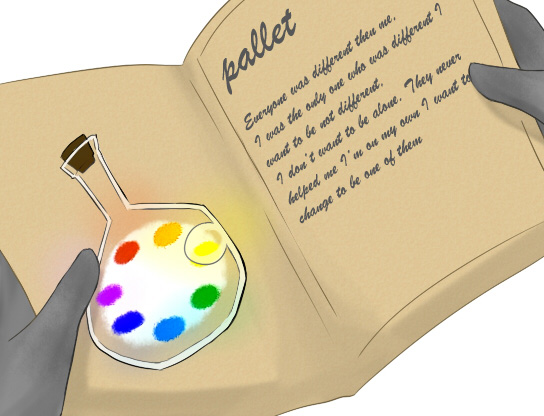 pallet
Everyone was different then me.
I was the only one who was different I
want to be not different.
I don't want to be alone. They never
helped me I'm on my own I want to
change to be one of them